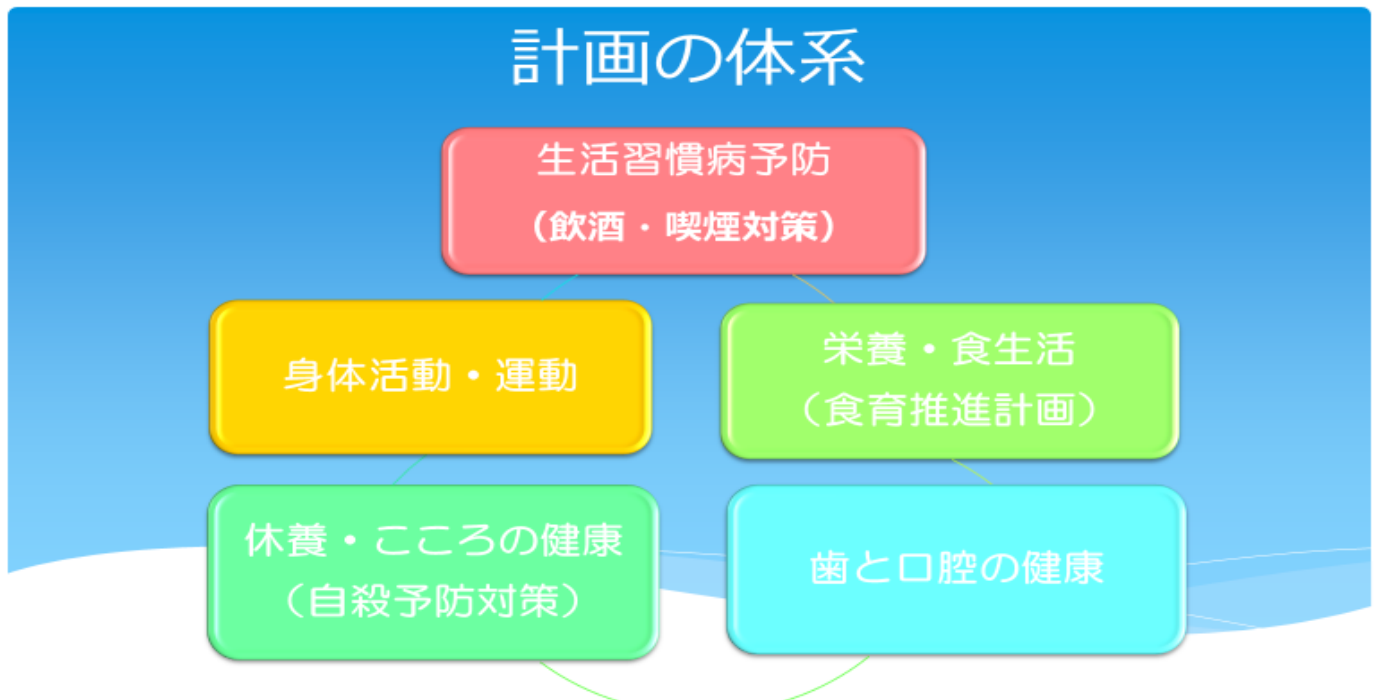 計画の体系
生活習慣病予防
（飲酒・喫煙対策）
身体活動・運動
栄養・食生活
（食育推進計画）
休養・こころの健康
（自殺予防対策）
歯と口腔の健康